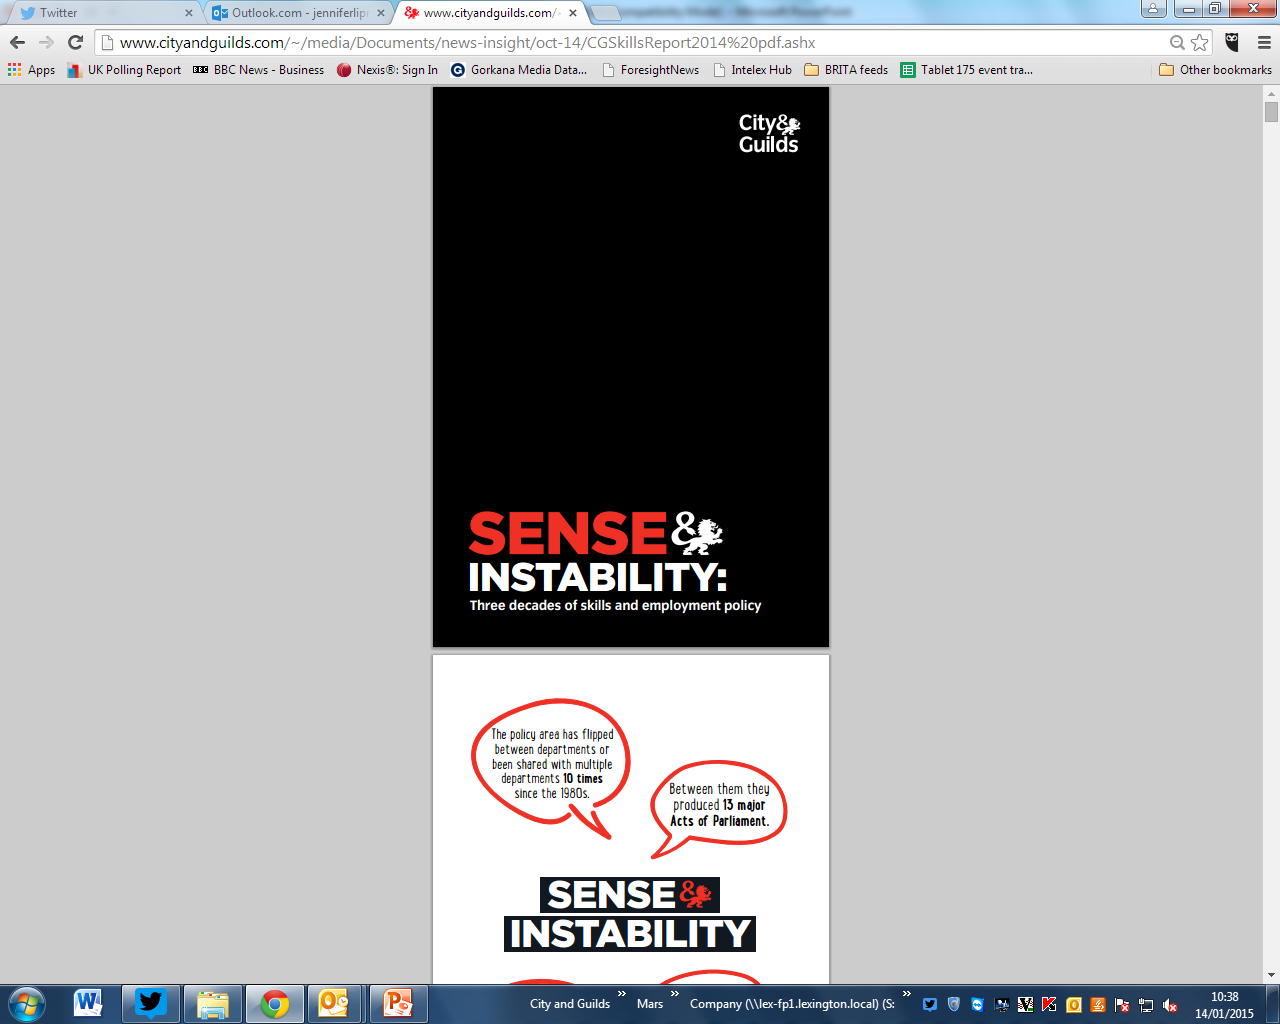 Twitter
Outlook.com - jenniferlip
www.cityandguilds.com/
Microsoft PowerPoint
www.cityandguilds.com/~/media/Documents/news-insight/oct-14/CGSkillsReport2014%20pdf.ashx
Apps
UK Polling Report
BBC News - Business
Nexis®: Sign In
Gorkana Media Data...
ForesightNews
Intelex Hub
BRITA feeds
Tablet 175 event tra...
Other bookmarks
City&
Guilds
SENSE&
INSTABILITY:
Three decades of skills and employment policy
The policy area has flipped
between departments or
been shared with multiple
departments 10 times
since the 1980s.
Between them they
produced 13 major
Acts of Parliament.
SENSE&
INSTABILITY
City and Guilds
Mars
Company (\\lex-fp1.lexington.local) (S:
10:38
14/01/2015